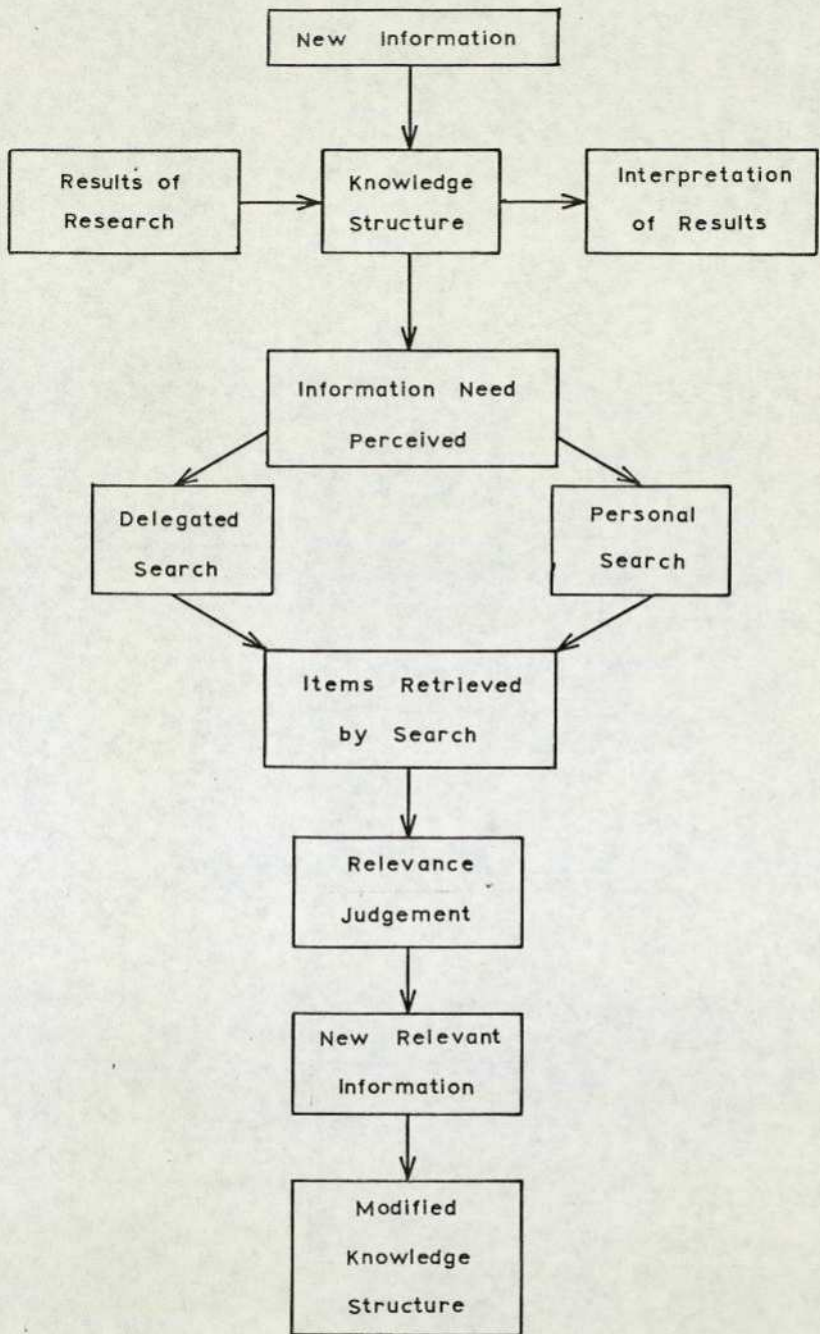 New Information
Results of
Research
Knowledge
Structure
Interpretation
of Results
Information Need
Perceived
Delegated
Search
Personal
Search
Items Retrieved
by Search
Relevance
Judgement
New Relevant
Information
Modified
Knowledge
Structure